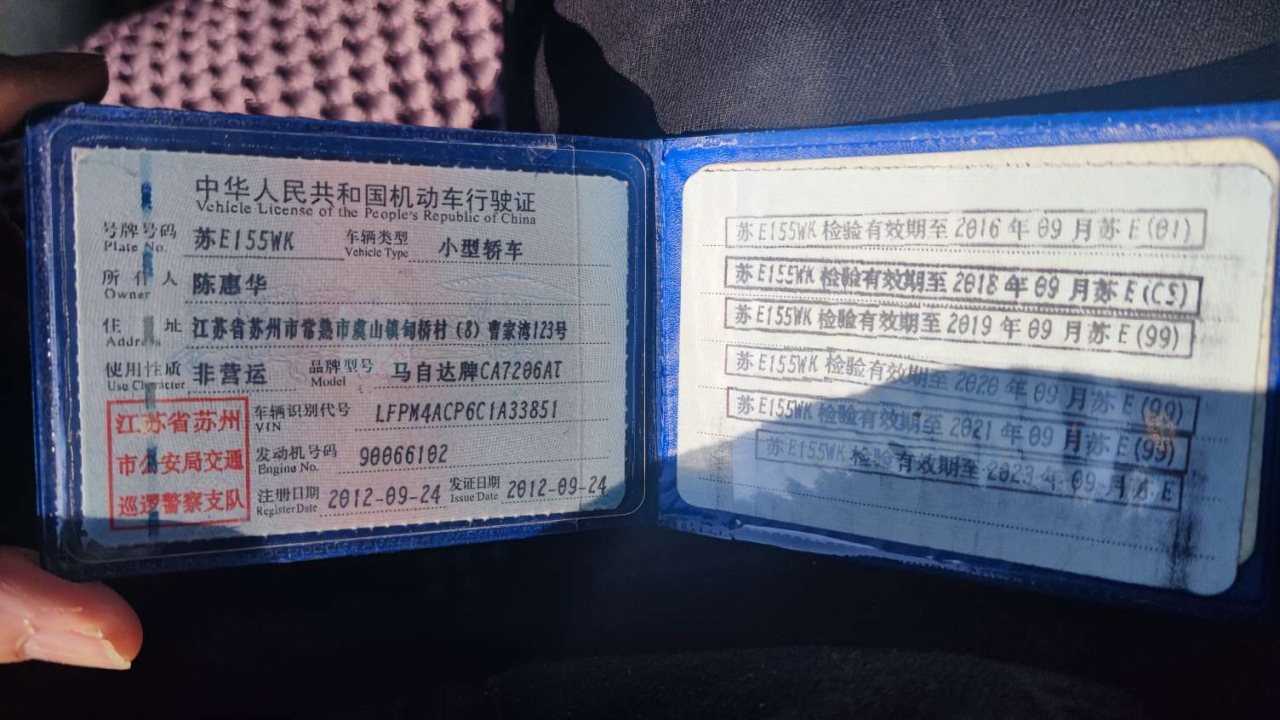 中华人民共和国机动车行驶证
Vehicle License of the People's Republic of China
号牌号码 苏E155WK 车辆类型 小型轿车
Plate No. Vehicle Type
所有人 陈惠华
Owner
住址 江苏省苏州市常熟市虞山镇甸桥村(8)曹家湾123号
Address
使用性质 非营运 品牌型号 马自达牌CA7206AT
Use Character Model
车辆识别代号 LFPM4ACP6C1A33851
VIN
发动机号码 90066102
Engine No.
注册日期 2012-09-24 发证日期 2012-09-24
Register Date Issue Date
江苏省苏州
市公安局交通
巡逻警察支队
苏E155WK 检验有效期至 2016 年 09 月苏 E(01)
苏E155WK 检验有效期至 2018 年 09 月苏 E(CS)
苏E155WK 检验有效期至 2019 年 09 月苏 E(99)
苏E155WK 检验有效期至 2020 年 09 月苏 E(99)
苏E155WK 检验有效期至 2021 年 09 月苏 E(99)
苏E155WK 检验有效期至 2023 年 09 月苏 E